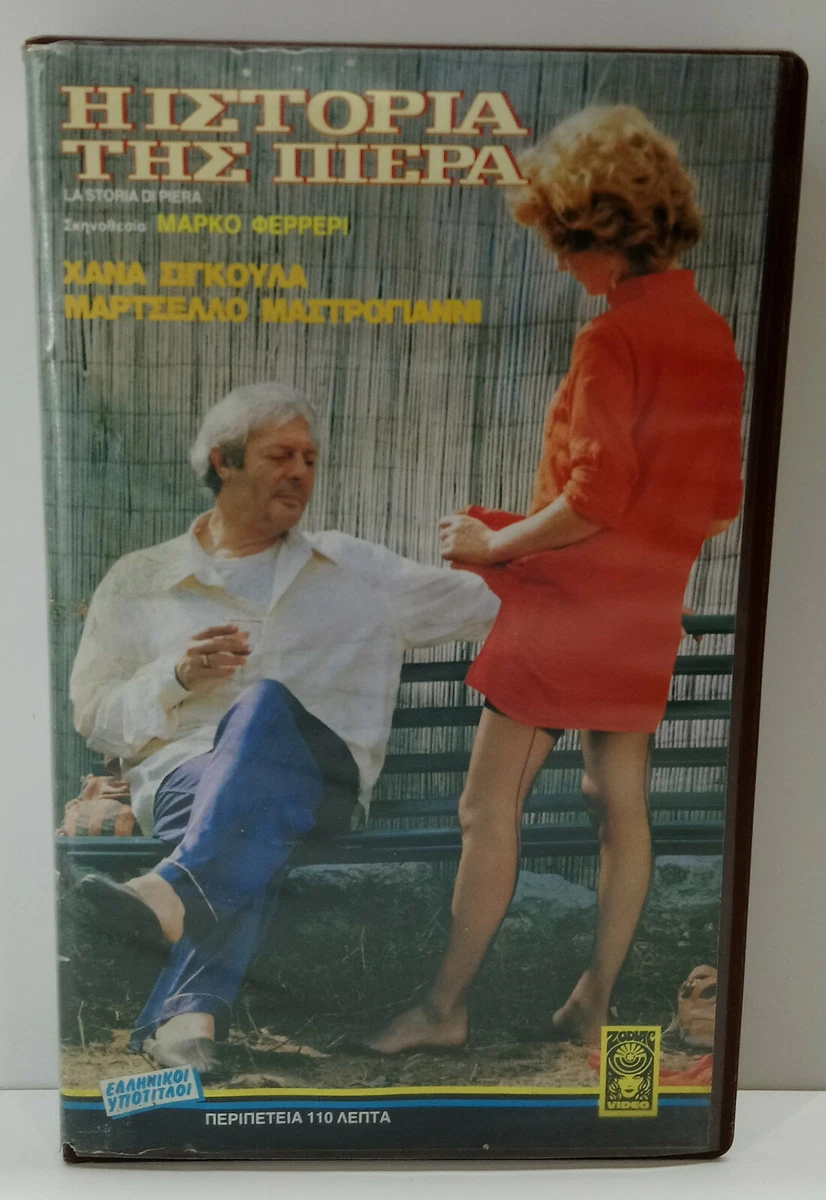 Η ΙΣΤΟΡΙΑ
ΤΗΣ ΠΙΕΡΑ
LA STORIA DI PIERA
Σκηνοθεσία ΜΑΡΚΟ ΦΕΡΡΕΡΙ
ΧΑΝΑ ΣΙΓΚΟΥΛΑ
ΜΑΡΤΣΕΛΛΟ ΜΑΣΤΡΟΓΙΑΝΝΙ
ΕΛΛΗΝΙΚΟΙ
ΥΠΟΤΙΤΛΟΙ
ΠΕΡΙΠΕΤΕΙΑ 110 ΛΕΠΤΑ
ZODIAC
VIDEO